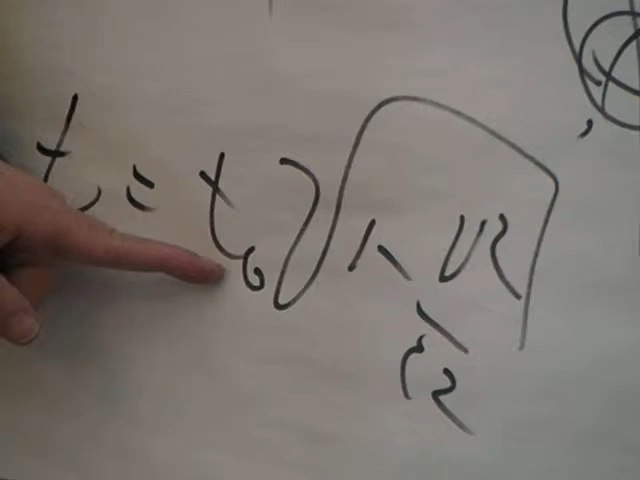 t, = t₀ √1 - v²/c²